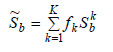 S̃_b = ∑_{k=1}^{K} f_k S_b^k